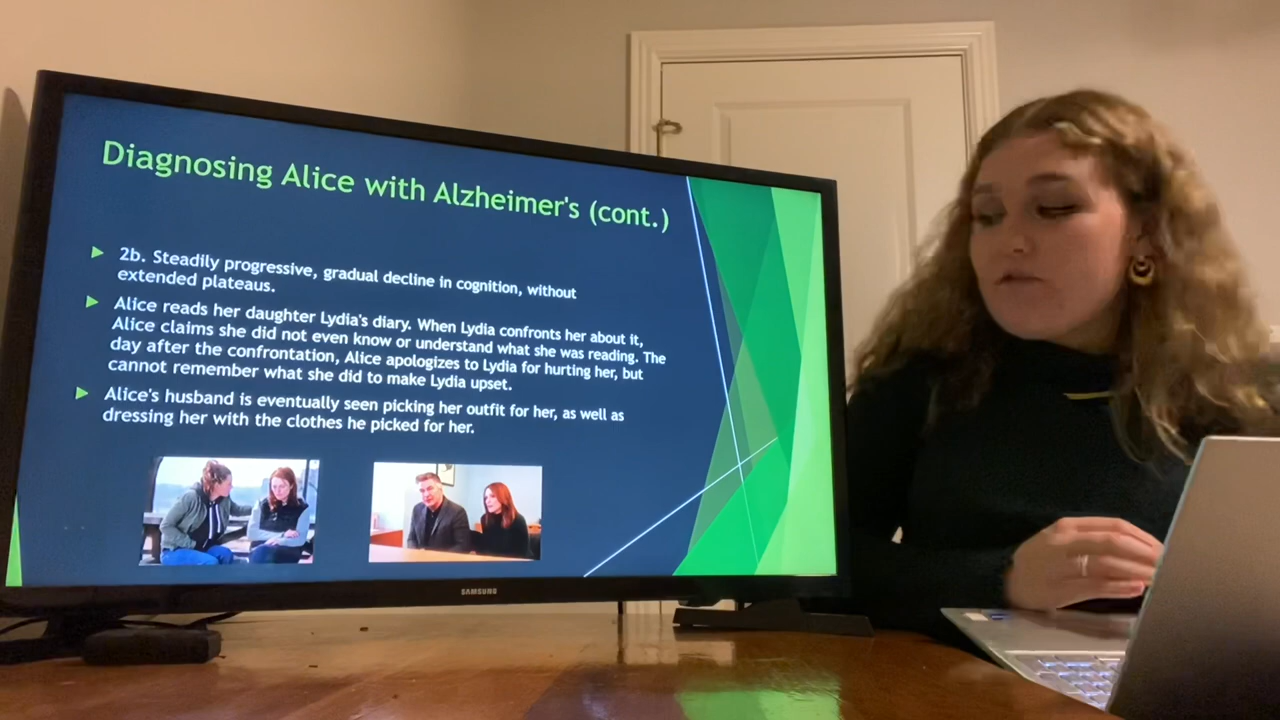 Diagnosing Alice with Alzheimer's (cont.)
2b. Steadily progressive, gradual decline in cognition, without
extended plateaus.
Alice reads her daughter Lydia's diary. When Lydia confronts her about it,
Alice claims she did not even know or understand what she was reading. The
day after the confrontation, Alice apologizes to Lydia for hurting her, but
cannot remember what she did to make Lydia upset.
Alice's husband is eventually seen picking her outfit for her, as well as
dressing her with the clothes he picked for her.
SAMSUNG